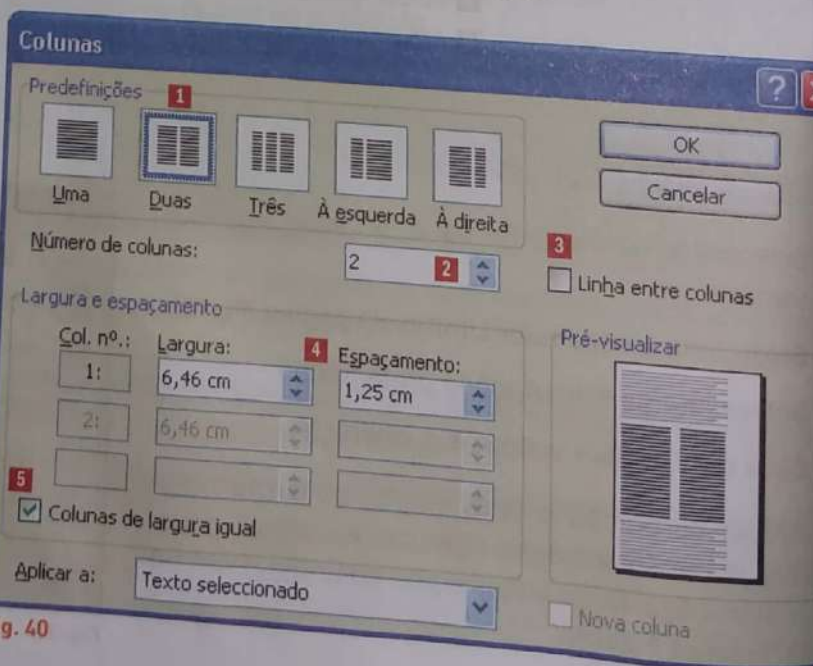 Colunas
?
Predefinições
1
Uma
Duas
Três
À esquerda
À direita
OK
Cancelar
Número de colunas:
2
2
3
Linha entre colunas
Largura e espaçamento
Col. nº.:
Largura:
4
Espaçamento:
1:
6,46 cm
1,25 cm
2:
6,46 cm
5
Colunas de largura igual
Pré-visualizar
Aplicar a:
Texto seleccionado
Nova coluna
g. 40